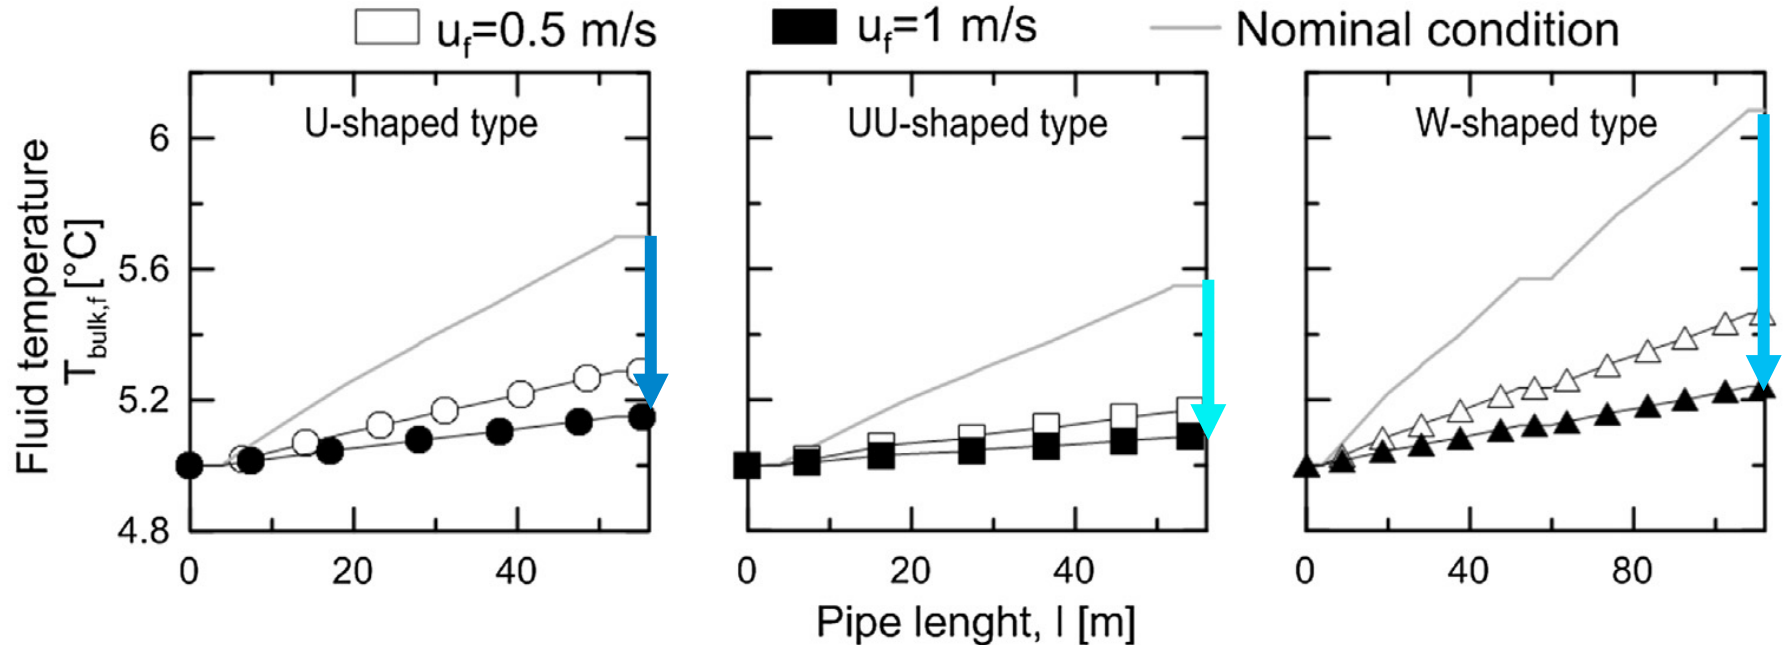 u_f=0.5 m/s u_f=1 m/s Nominal condition
U-shaped type UU-shaped type W-shaped type
Fluid temperature
T_bulk,f [°C]
6
5.6
5.2
4.8
0 20 40 0 20 40 0 40 80
Pipe lenght, l [m]